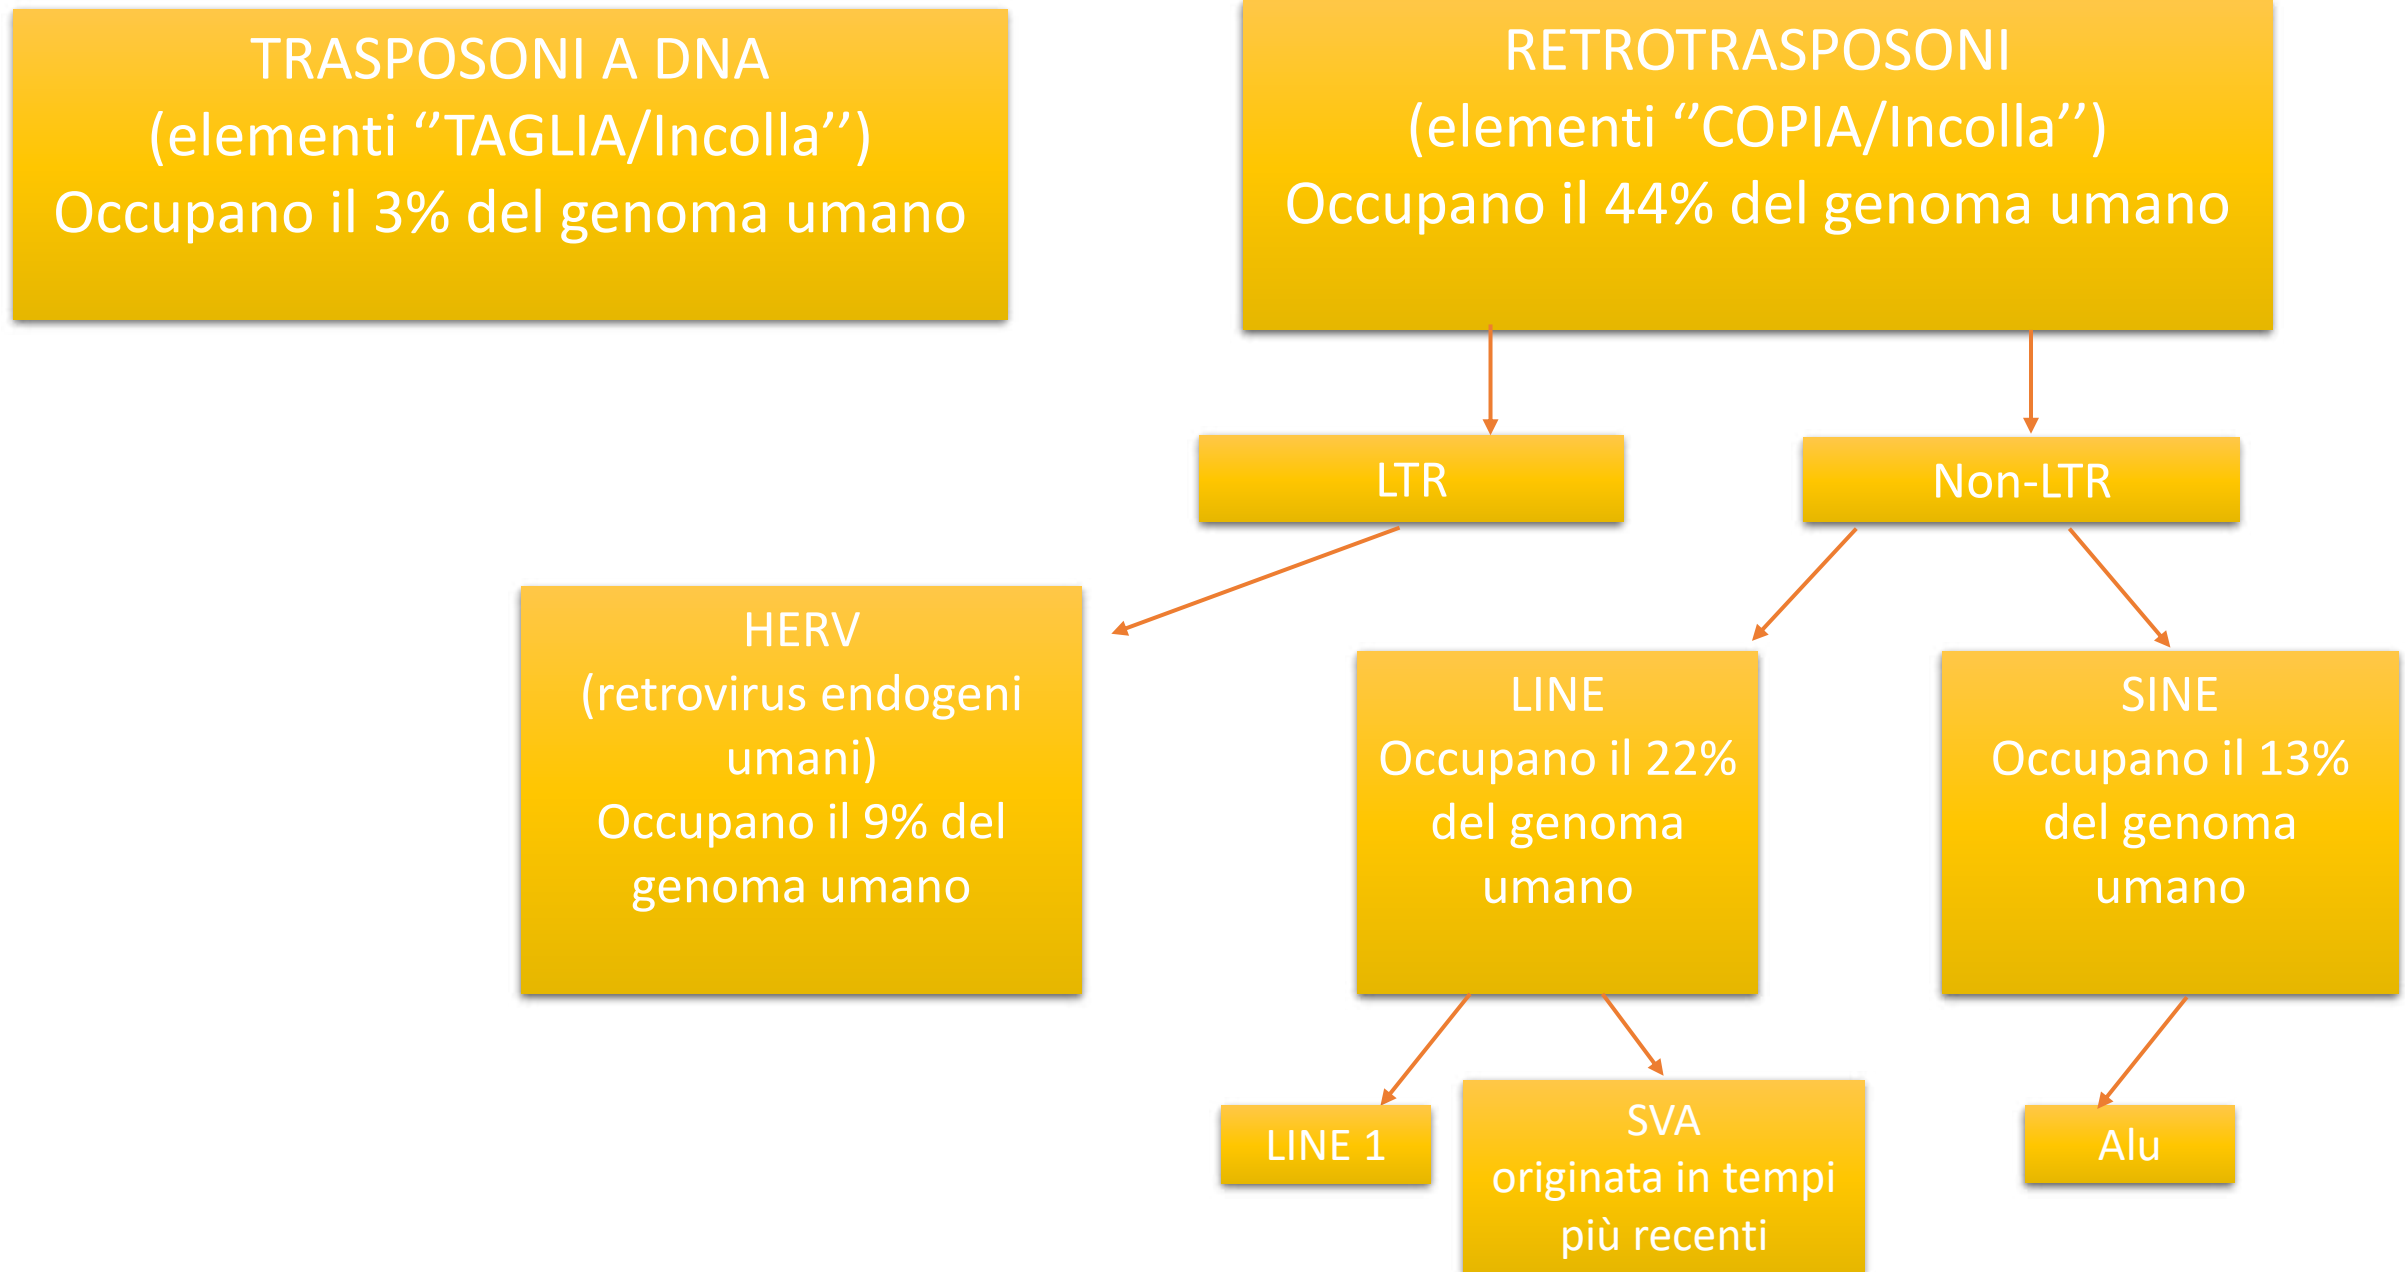 TRASPOSONI A DNA
(elementi ‘’TAGLIA/Incolla’’)
Occupano il 3% del genoma umano
RETROTRASPOSONI
(elementi ‘’COPIA/Incolla’’)
Occupano il 44% del genoma umano
LTR
Non-LTR
HERV
(retrovirus endogeni
umani)
Occupano il 9% del
genoma umano
LINE
Occupano il 22%
del genoma
umano
SINE
Occupano il 13%
del genoma
umano
LINE 1
SVA
originata in tempi
più recenti
Alu